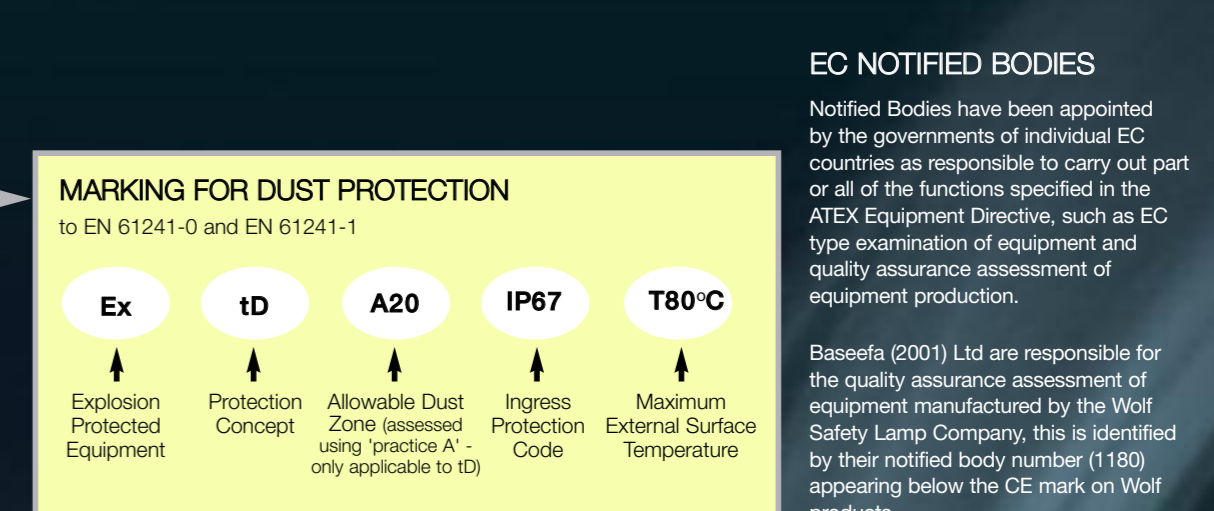 MARKING FOR DUST PROTECTION
to EN 61241-0 and EN 61241-1
Ex tD A20 IP67 T80°C
Explosion
Protected
Equipment
Protection
Concept
Allowable Dust
Zone (assessed
using 'practice A' -
only applicable to tD)
Ingress
Protection
Code
Maximum
External Surface
Temperature
EC NOTIFIED BODIES
Notified Bodies have been appointed
by the governments of individual EC
countries as responsible to carry out part
or all of the functions specified in the
ATEX Equipment Directive, such as EC
type examination of equipment and
quality assurance assessment of
equipment production.
Baseefa (2001) Ltd are responsible for
the quality assurance assessment of
equipment manufactured by the Wolf
Safety Lamp Company, this is identified
by their notified body number (1180)
appearing below the CE mark on Wolf